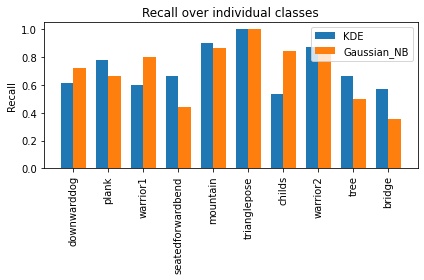 Recall over individual classes
KDE
Gaussian_NB
Recall
1.0
0.8
0.6
0.4
0.2
0.0
downwarddog
plank
warrior1
seatedforwardbend
mountain
trianglepose
childs
warrior2
tree
bridge